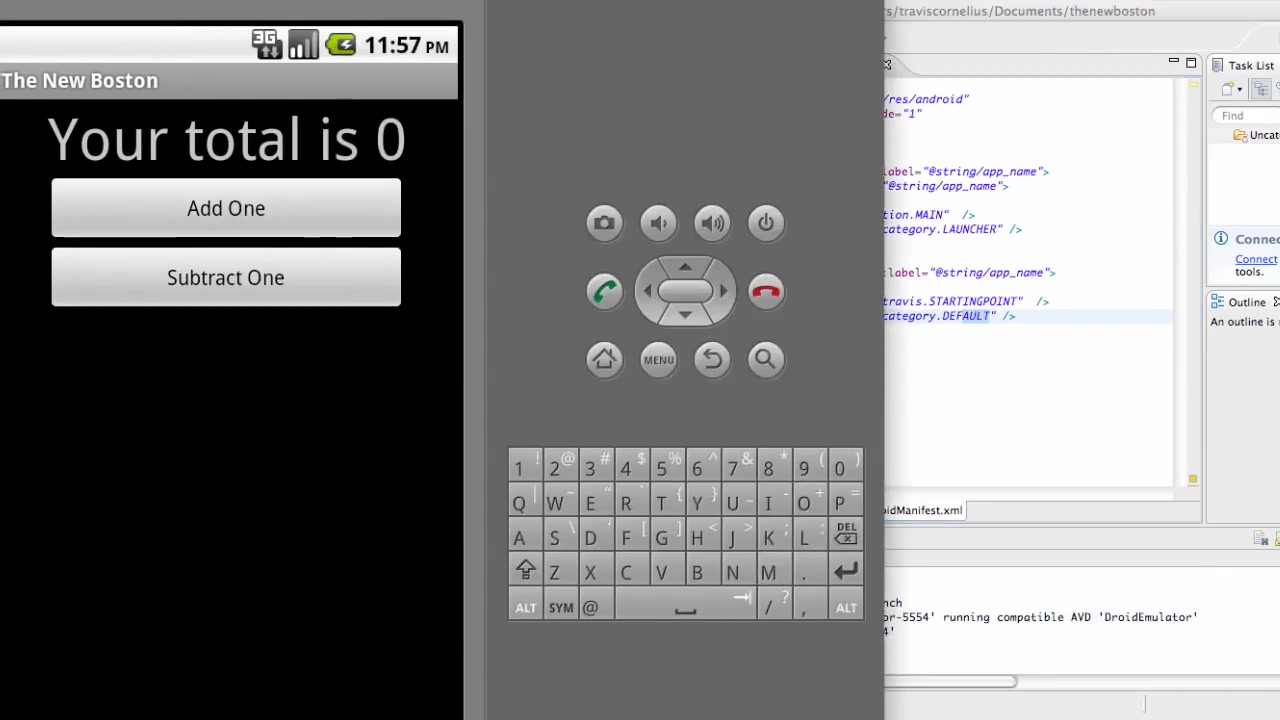 3G 11:57 PM
The New Boston
Your total is 0
Add One
Subtract One
MENU
1 ! 2 @ 3 # 4 $ 5 % 6 ^ 7 & 8 * 9 ( 0 )
Q | W ~ E “ R ` T { Y } U _ I - O + P =
A S \ D ‘ F [ G ] H < J > K ; L : DEL
Z X C V B N M .
ALT SYM @ / ? , ALT
rs/traviscornelius/Documents/thenewboston
/res/android"
de="1"
label="@string/app_name">
"@string/app_name">
tion.MAIN" />
category.LAUNCHER" />
:label="@string/app_name">
travis.STARTINGPOINT" />
category.DEFAULT" />
oidManifest.xml
nch
or-5554' running compatible AVD 'DroidEmulator'
4'
Task List
Find
Uncat
Connec
Connect
tools.
Outline
An outline is n